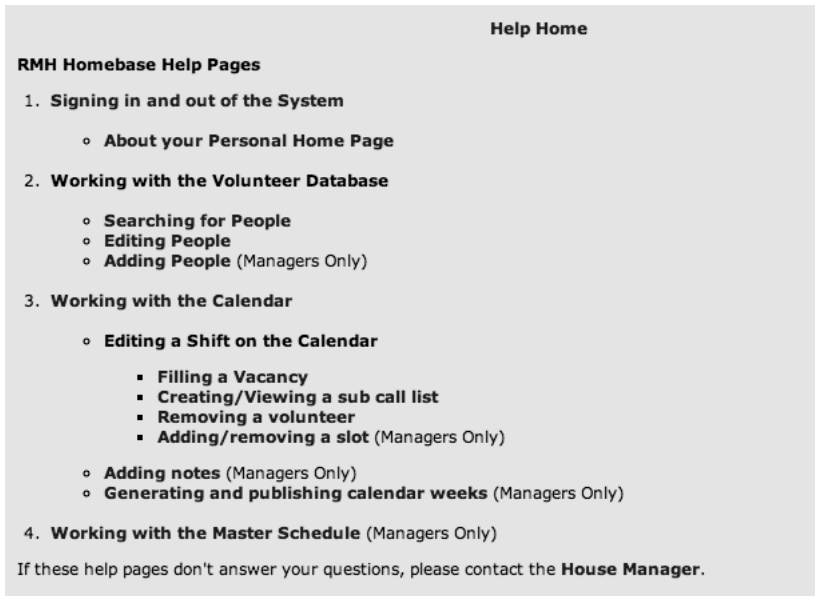 Help Home
RMH Homebase Help Pages
1. Signing in and out of the System
About your Personal Home Page
2. Working with the Volunteer Database
Searching for People
Editing People
Adding People (Managers Only)
3. Working with the Calendar
Editing a Shift on the Calendar
Filling a Vacancy
Creating/Viewing a sub call list
Removing a volunteer
Adding/removing a slot (Managers Only)
Adding notes (Managers Only)
Generating and publishing calendar weeks (Managers Only)
4. Working with the Master Schedule (Managers Only)
If these help pages don't answer your questions, please contact the House Manager.